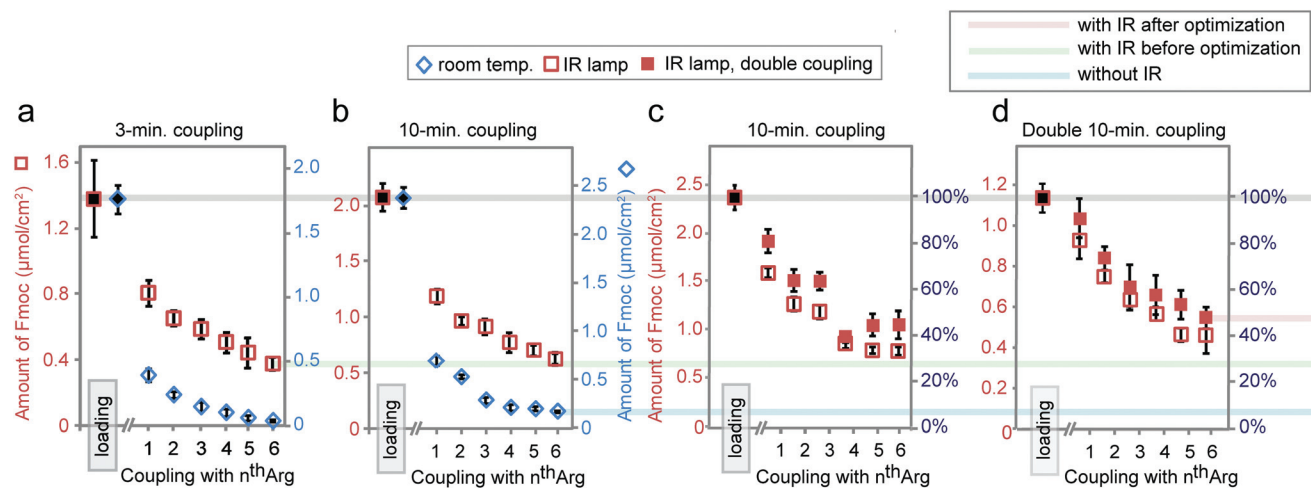 with IR after optimization
with IR before optimization
without IR
room temp. IR lamp IR lamp, double coupling
a
3-min. coupling
Amount of Fmoc (μmol/cm²)
1.6
1.2
0.8
0.4
0
2.0
1.5
1.0
0.5
0.0
loading
1 2 3 4 5 6
Coupling with nthArg
b
10-min. coupling
2.0
1.5
1.0
0.5
0
Amount of Fmoc (μmol/cm²)
2.5
2.0
1.5
1.0
0.5
0
loading
1 2 3 4 5 6
Coupling with nthArg
c
10-min. coupling
Amount of Fmoc (μmol/cm²)
2.5
2.0
1.5
1.0
0.5
0
100%
80%
60%
40%
20%
0%
loading
1 2 3 4 5 6
Coupling with nthArg
d
Double 10-min. coupling
1.2
1.0
0.8
0.6
0.4
0.2
0
100%
80%
60%
40%
20%
0%
loading
1 2 3 4 5 6
Coupling with nthArg